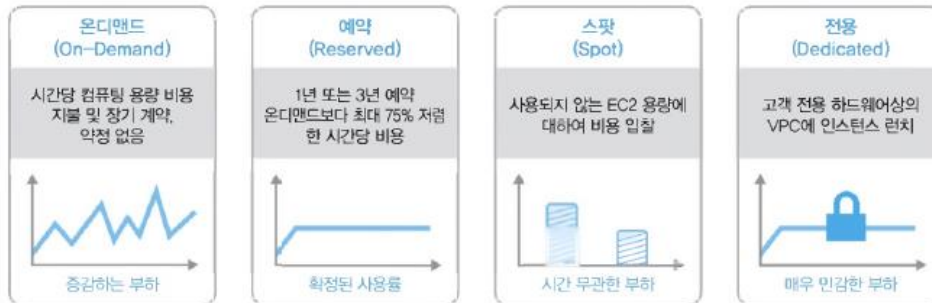 온디맨드
(On-Demand)
시간당 컴퓨팅 용량 비용
지불 및 장기 계약,
약정 없음
증감하는 부하
예약
(Reserved)
1년 또는 3년 예약
온디맨드보다 최대 75% 저렴
한 시간당 비용
확정된 사용률
스팟
(Spot)
사용되지 않는 EC2 용량에
대하여 비용 입찰
시간 무관한 부하
전용
(Dedicated)
고객 전용 하드웨어상의
VPC에 인스턴스 런치
매우 민감한 부하